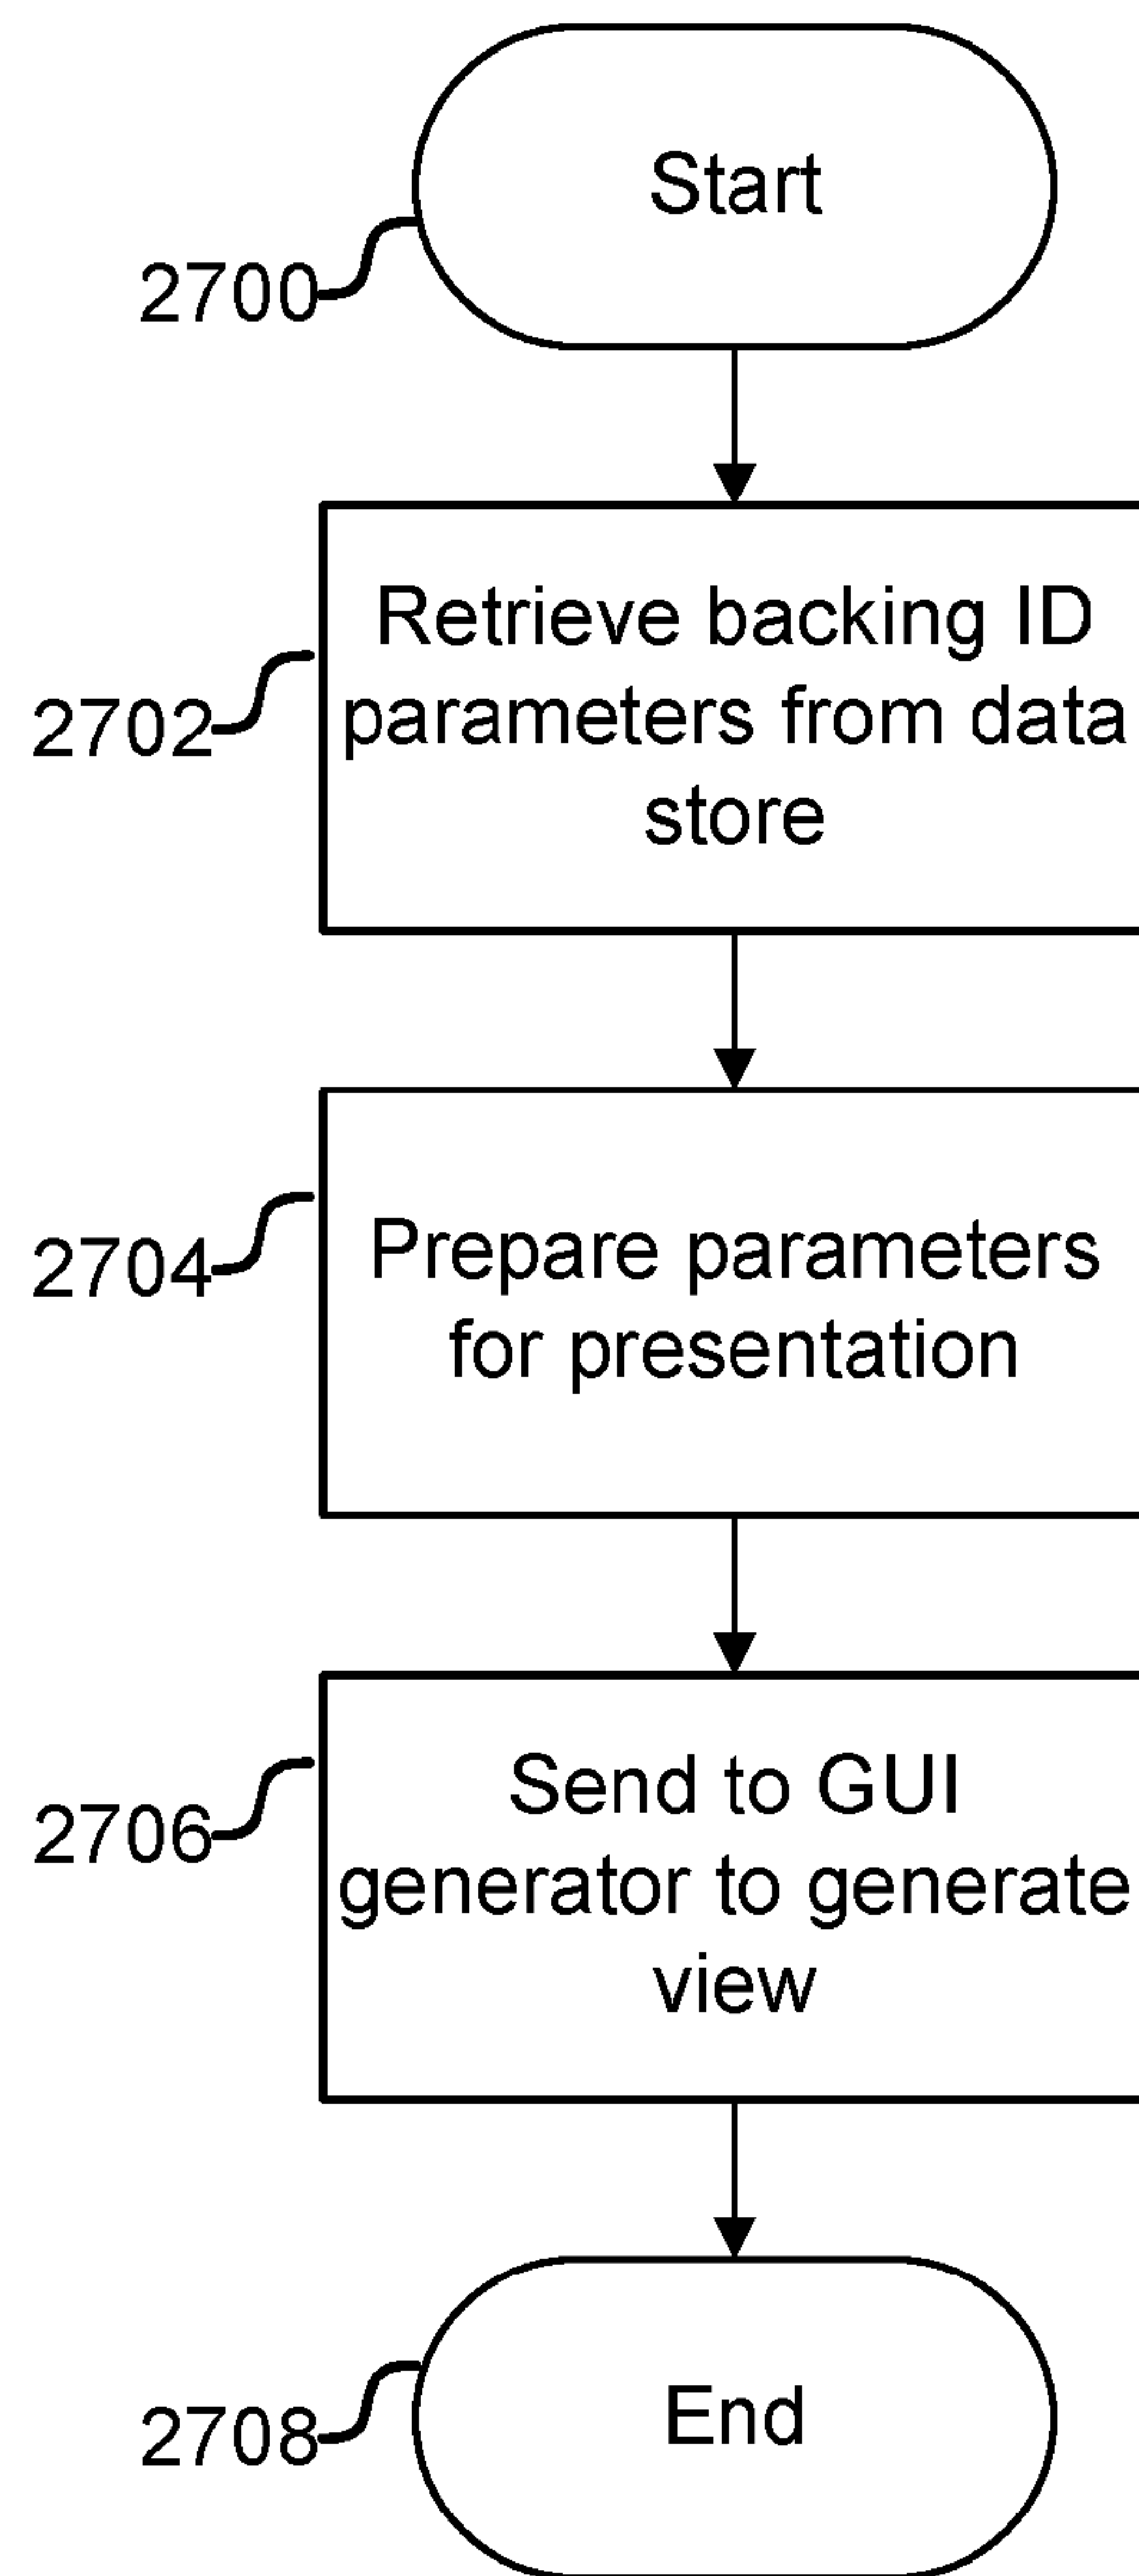 Start
2700
Retrieve backing ID
2702
parameters from data
store
2704
Prepare parameters
for presentation
2706
Send to GUI
generator to generate
view
2708
End